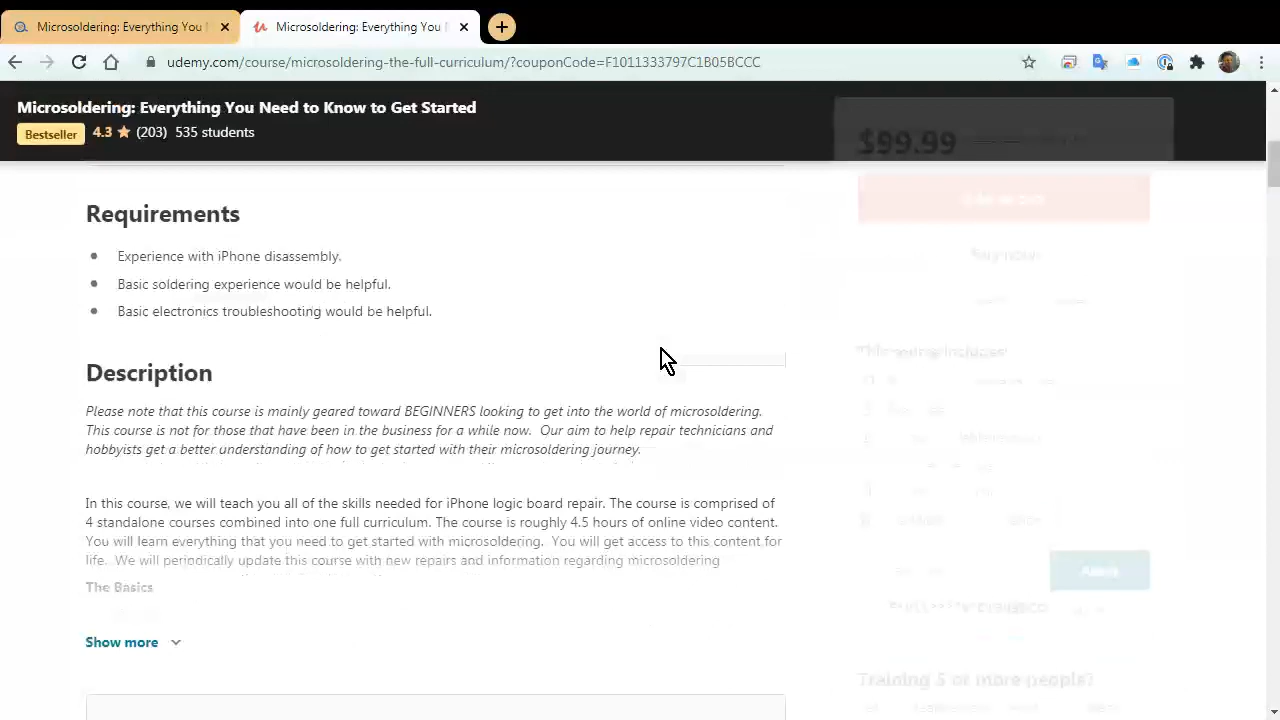 Microsoldering: Everything You
Microsoldering: Everything You
udemy.com/course/microsoldering-the-full-curriculum/?couponCode=F1011333797C1B05BCCC
Microsoldering: Everything You Need to Know to Get Started
Bestseller 4.3 (203) 535 students
$99.99
Requirements
Buy now
Experience with iPhone disassembly.
Basic soldering experience would be helpful.
Basic electronics troubleshooting would be helpful.
This course includes:
Description
Please note that this course is mainly geared toward BEGINNERS looking to get into the world of microsoldering.
This course is not for those that have been in the business for a while now. Our aim to help repair technicians and
hobbyists get a better understanding of how to get started with their microsoldering journey.
In this course, we will teach you all of the skills needed for iPhone logic board repair. The course is comprised of
4 standalone courses combined into one full curriculum. The course is roughly 4.5 hours of online video content.
You will learn everything that you need to get started with microsoldering. You will get access to this content for
life. We will periodically update this course with new repairs and information regarding microsoldering
The Basics
Show more
Training 5 or more people?